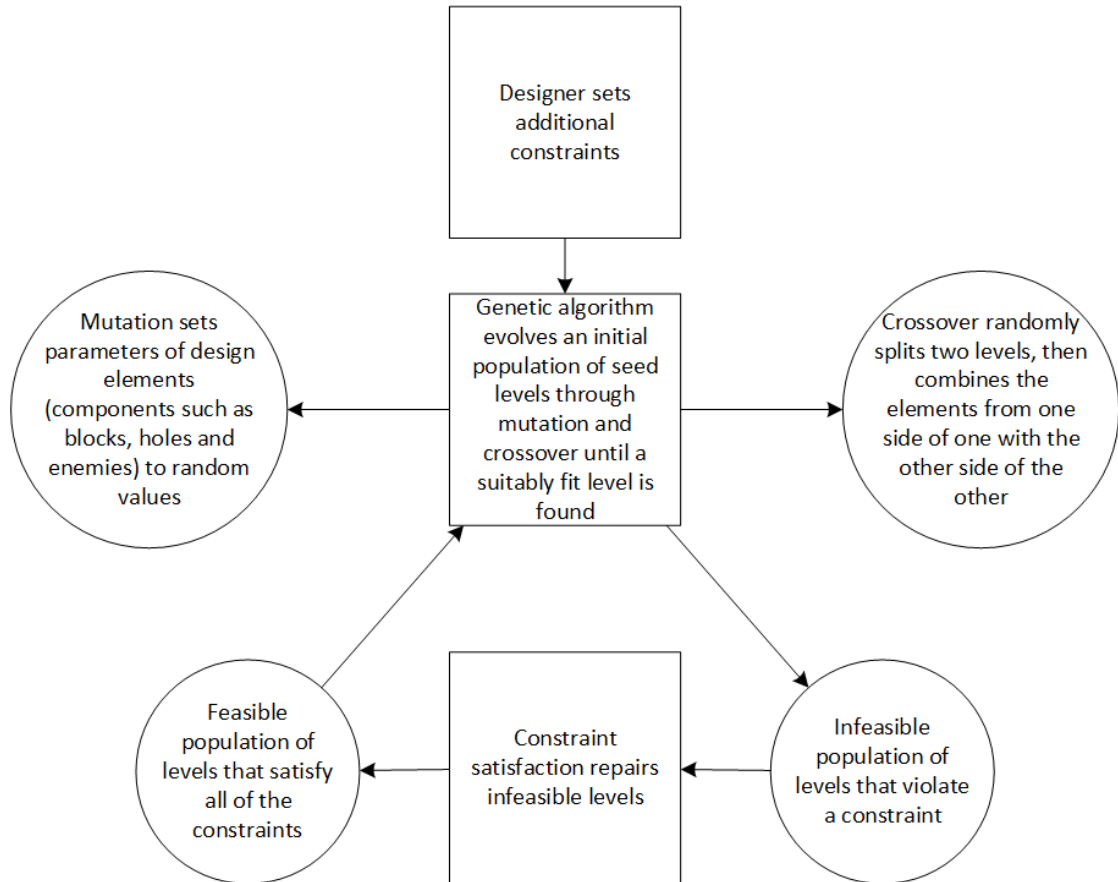 Designer sets
additional
constraints
Mutation sets
parameters of design
elements
(components such as
blocks, holes and
enemies) to random
values
Genetic algorithm
evolves an initial
population of seed
levels through
mutation and
crossover until a
suitably fit level is
found
Crossover randomly
splits two levels, then
combines the
elements from one
side of one with the
other side of the
other
Feasible
population of
levels that satisfy
all of the
constraints
Constraint
satisfaction repairs
infeasible levels
Infeasible
population of
levels that violate
a constraint